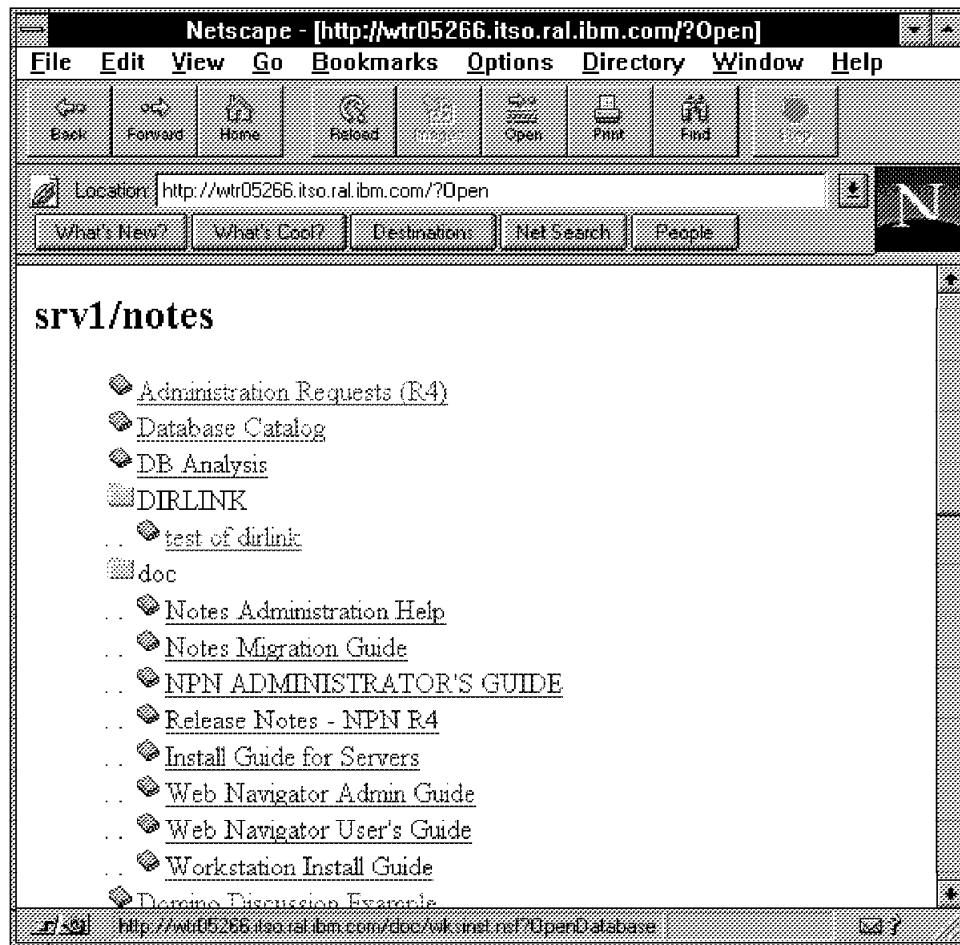 Netscape - [http://wtr05266.itso.ral.ibm.com/?Open]
File Edit View Go Bookmarks Options Directory Window Help
Back Forward Home Reload Images Open Print Find Stop
Location: http://wtr05266.itso.ral.ibm.com/?Open
What's New? What's Cool? Destinations Net Search People
N
srv1/notes
Administration Requests (R4)
Database Catalog
DB Analysis
DIRLINK
. . test of dirlink
doc
. . Notes Administration Help
. . Notes Migration Guide
. . NPN ADMINISTRATOR'S GUIDE
. . Release Notes - NPN R4
. . Install Guide for Servers
. . Web Navigator Admin Guide
. . Web Navigator User's Guide
. . Workstation Install Guide
Domino Discussion Example
http://wtr05266.itso.ral.ibm.com/doc/wksinst.nsf?OpenDatabase